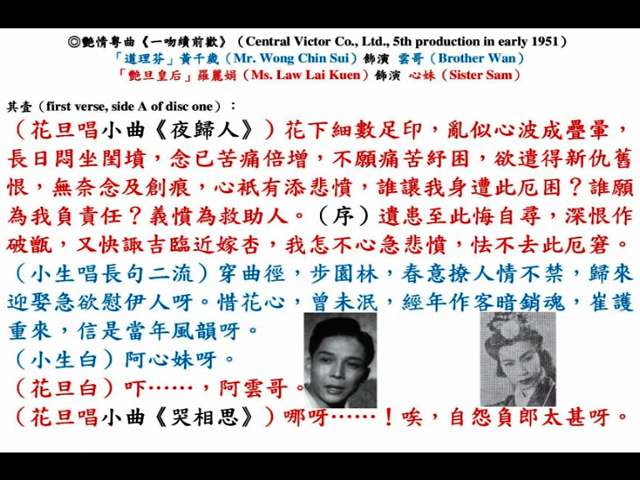 ◎艷情粵曲《一吻續前歡》（Central Victor Co., Ltd., 5th production in early 1951）
「道理芬」黃千歲（Mr. Wong Chin Sui）飾演 雲哥（Brother Wan）
「艷旦皇后」羅麗娟（Ms. Law Lai Kuen）飾演 心妹（Sister Sam）
其壹（first verse, side A of disc one）：
（花旦唱小曲《夜歸人》）花下細數足印，亂似心波成疊暈，
長日悶坐閨墳，念已苦痛倍增，不願痛苦紓困，欲遣得新仇舊
恨，無奈念及創痕，心衹有添悲憤，誰讓我身遭此厄困？誰願
為我負責任？義憤為救助人。（序）遺患至此悔自尋，深恨作
破甑，又快諏吉臨近嫁杏，我怎不心急悲憤，怯不去此厄窘。
（小生唱長句二流）穿曲徑，步園林，春意撩人情不禁，歸來
迎娶急欲慰伊人呀。惜花心，曾未泯，經年作客暗銷魂，崔護
重來，信是當年風韻呀。
（小生白）阿心妹呀。
（花旦白）吓……，阿雲哥。
（花旦唱小曲《哭相思》）哪呀……！唉，自怨負郎太甚呀。